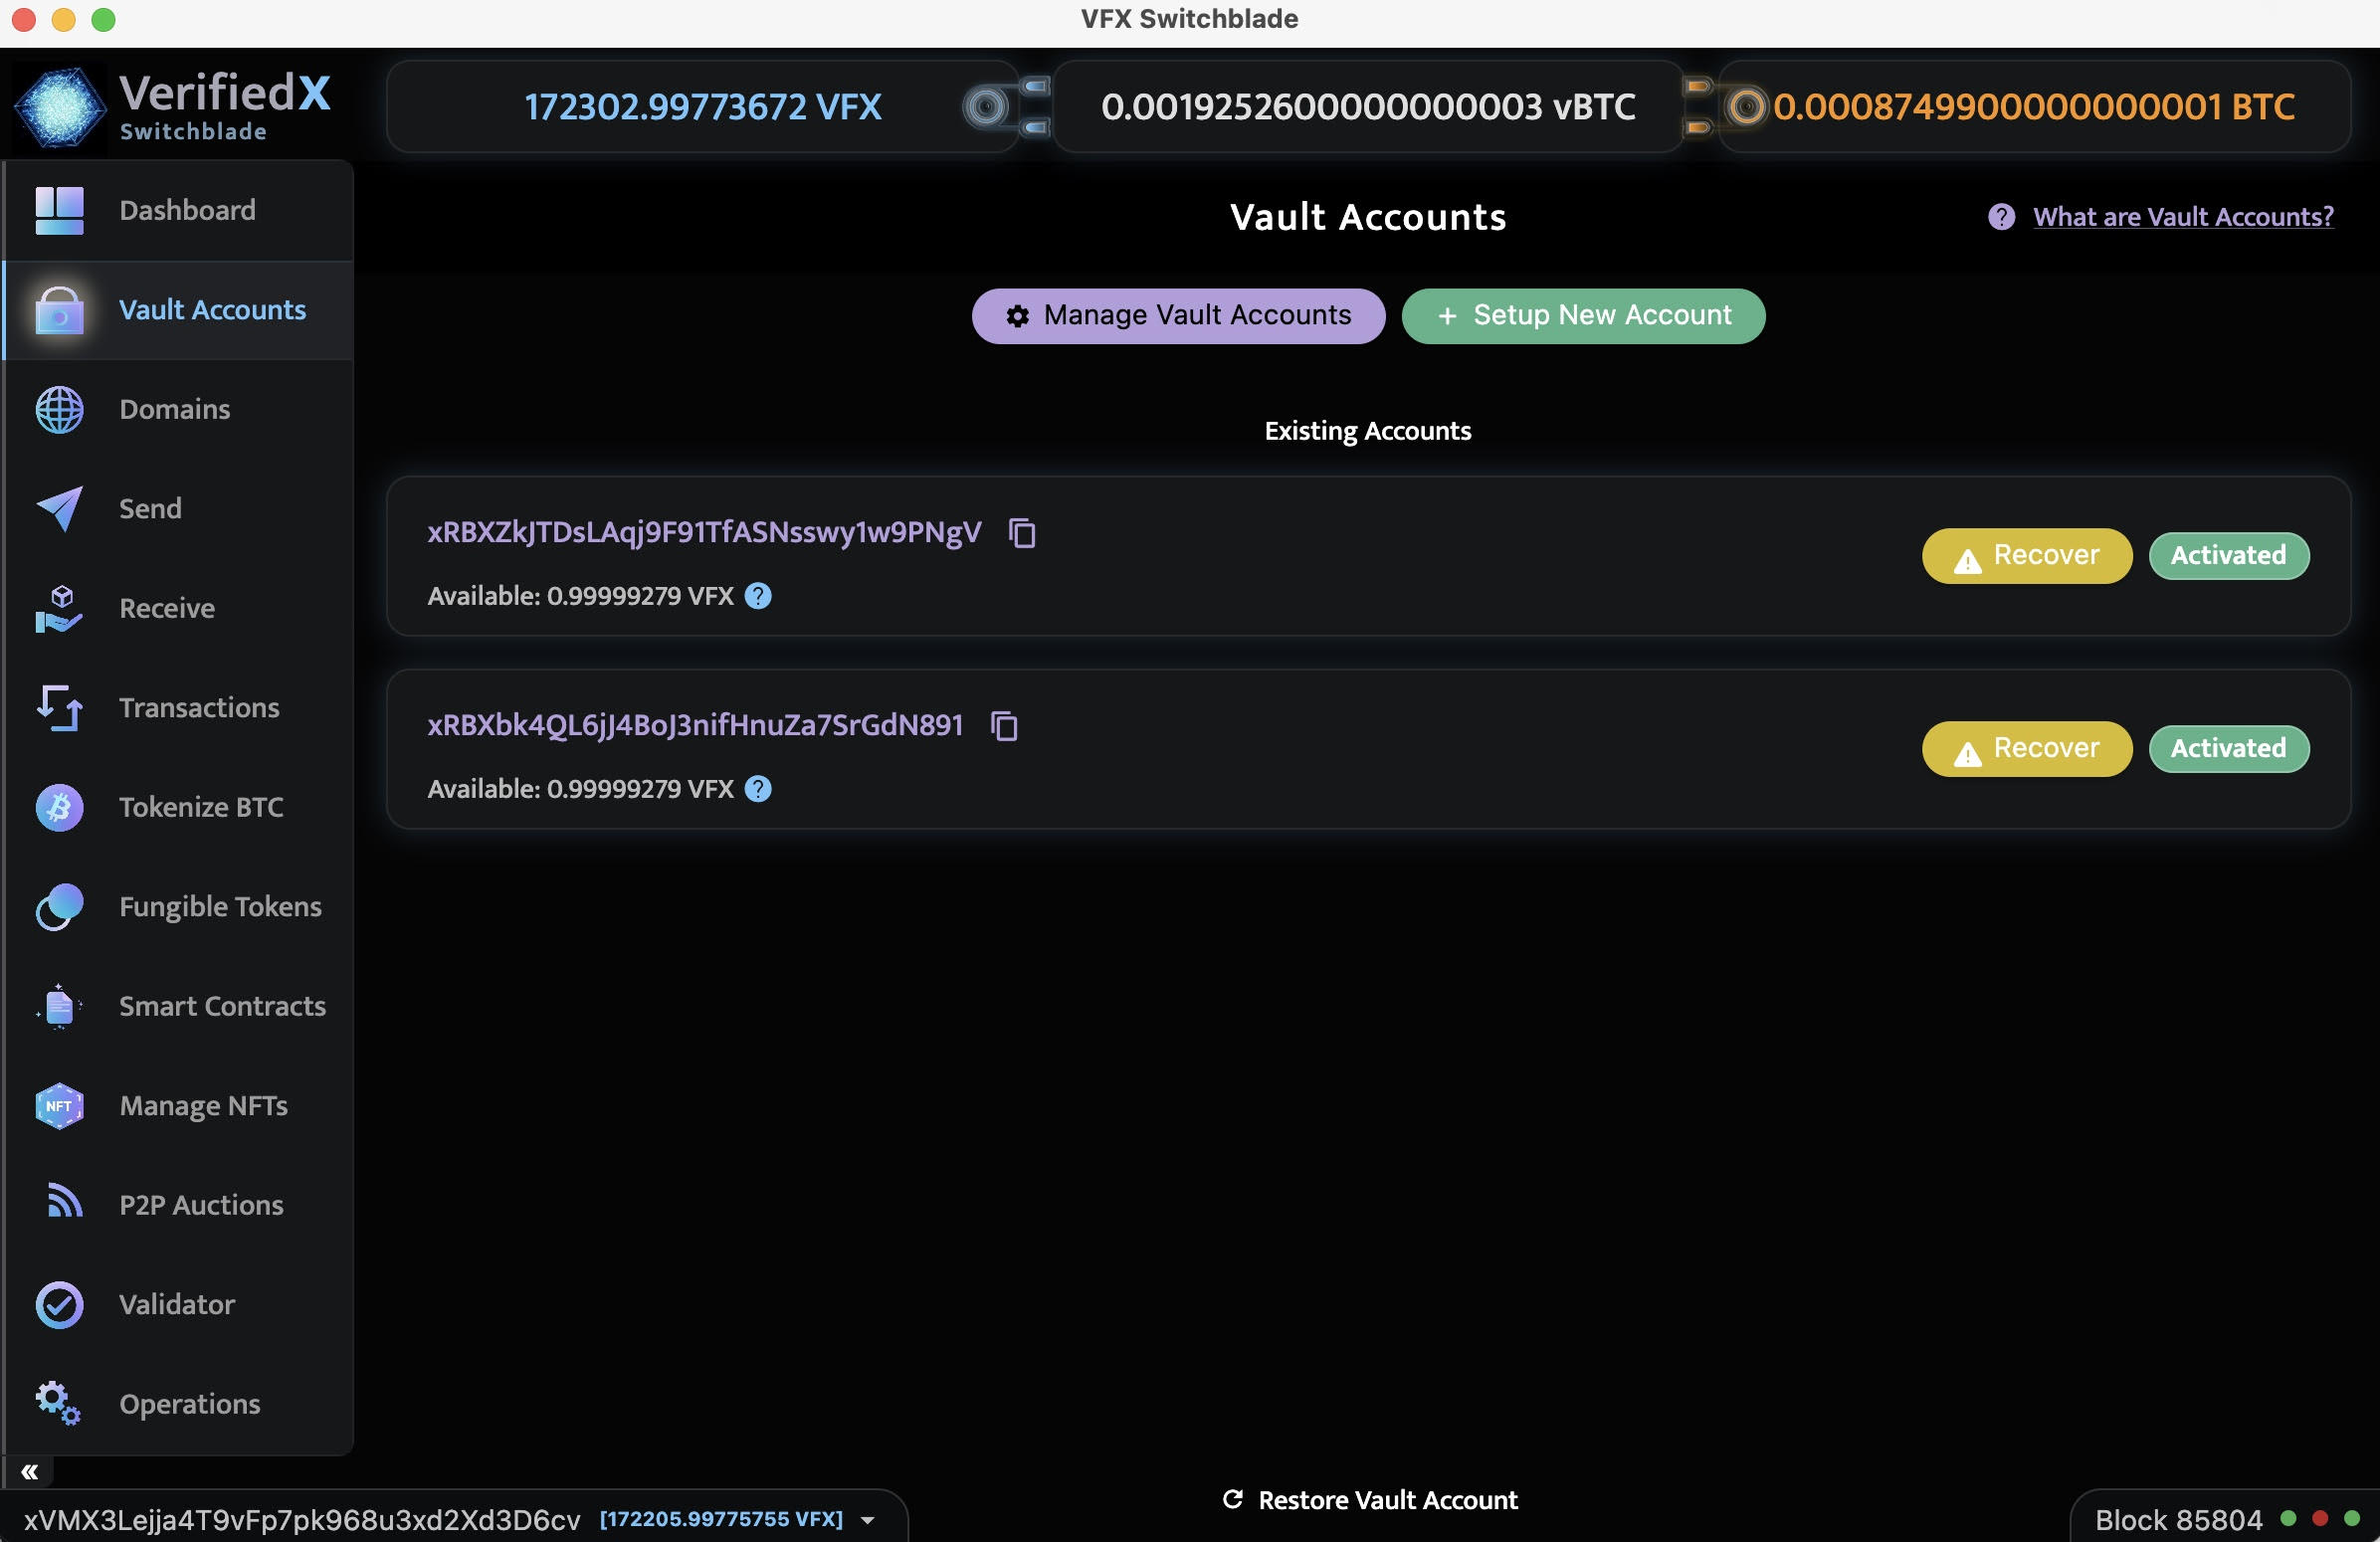 VFX Switchblade
VerifiedX
Switchblade
172302.99773672 VFX
0.0019252600000000003 vBTC
0.0008749900000000001 BTC
Dashboard
Vault Accounts
Domains
Send
Receive
Transactions
Tokenize BTC
Fungible Tokens
Smart Contracts
NFT
Manage NFTs
P2P Auctions
Validator
Operations
Vault Accounts
? What are Vault Accounts?
Manage Vault Accounts
+ Setup New Account
Existing Accounts
xRBXZkJTDsLAqj9F91TfASNsswy1w9PNgV
Available: 0.99999279 VFX ?
Recover
Activated
xRBXbk4QL6jJ4BoJ3nifHnuZa7SrGdN891
Available: 0.99999279 VFX ?
Recover
Activated
«
Restore Vault Account
xVMX3Lejja4T9vFp7pk968u3xd2Xd3D6cv [172205.99775755 VFX]
Block 85804